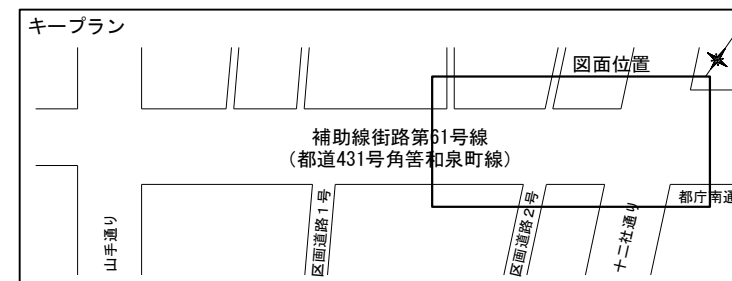 キープラン
図面位置
補助線街路第61号線
（都道431号角筈和泉町線）
都庁南通
山手通り
区画道路１号
区画道路２号
十二社通り